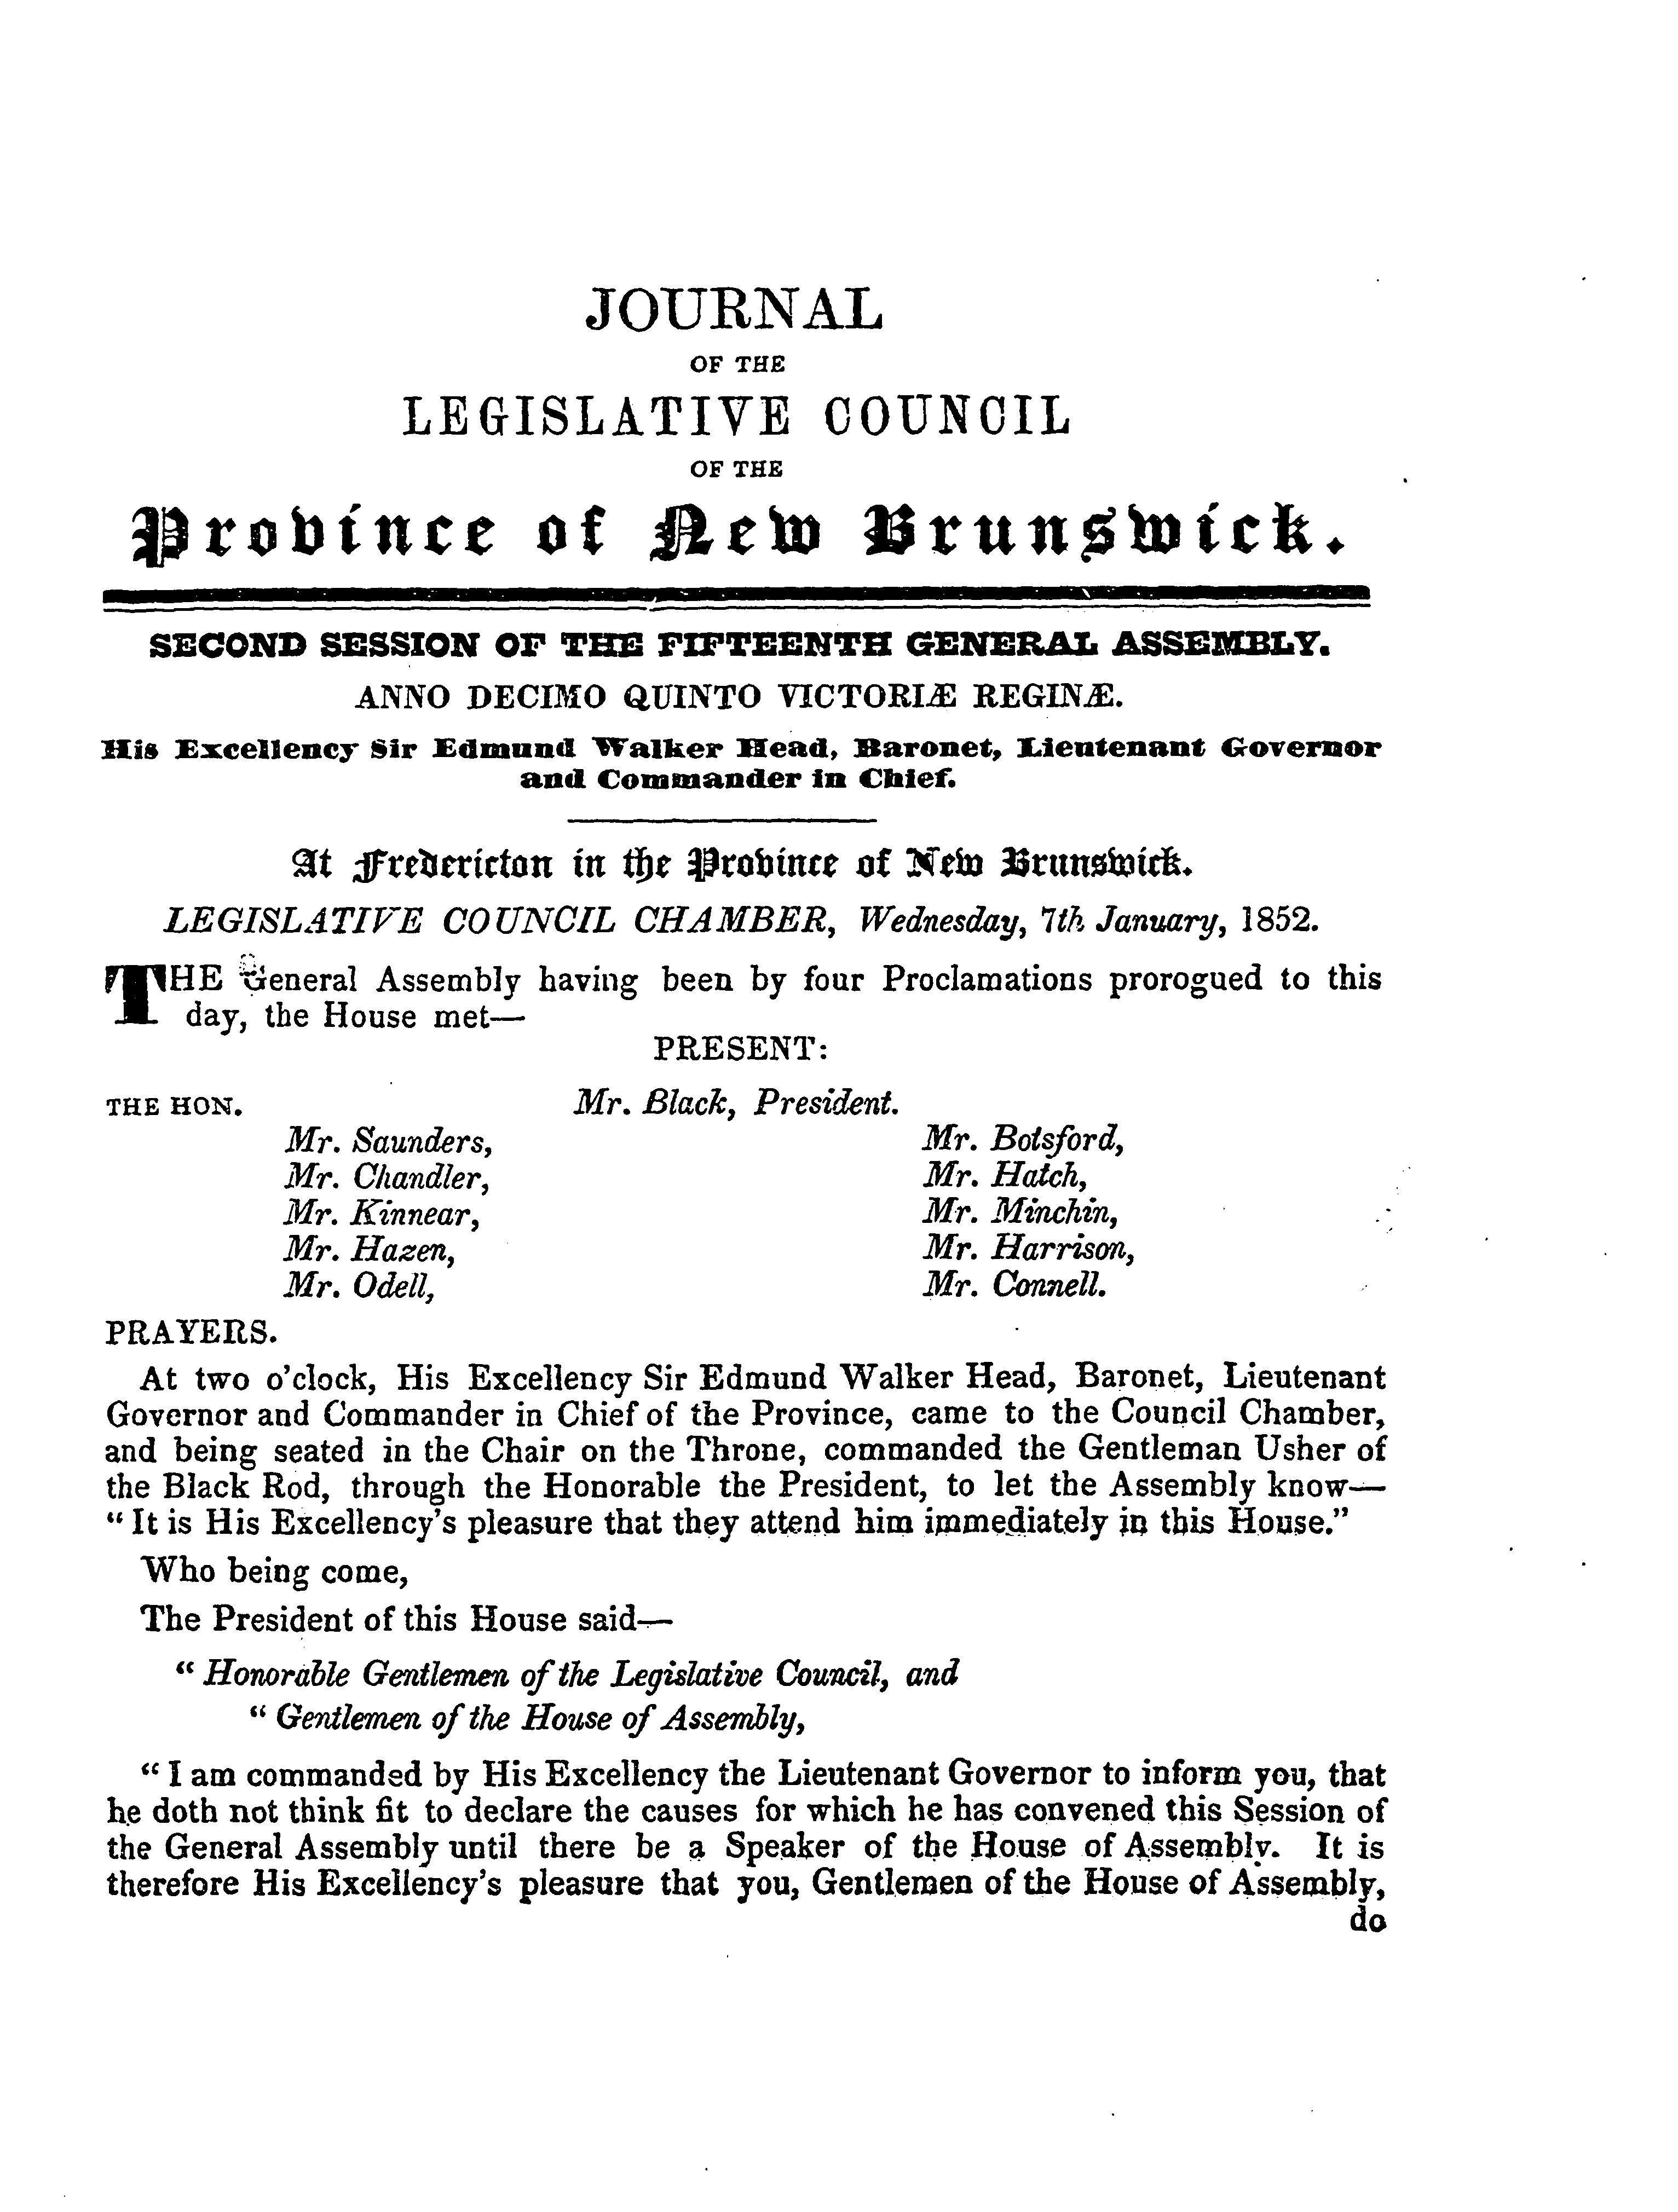 JOURNAL
OF THE
LEGISLATIVE COUNCIL
OF THE
Province of New Brunswick.
SECOND SESSION OF THE FIFTEENTH GENERAL ASSEMBLY.
ANNO DECIMO QUINTO VICTORIÆ REGINÆ.
His Excellency Sir Edmund Walker Head, Baronet, Lieutenant Governor
and Commander in Chief.
At Fredericton in the Province of New Brunswick.
LEGISLATIVE COUNCIL CHAMBER, Wednesday, 7th January, 1852.
THE General Assembly having been by four Proclamations prorogued to this
day, the House met—
PRESENT:
THE HON. Mr. Black, President.
Mr. Saunders, Mr. Botsford,
Mr. Chandler, Mr. Hatch,
Mr. Kinnear, Mr. Minchin,
Mr. Hazen, Mr. Harrison,
Mr. Odell, Mr. Connell.
PRAYERS.
At two o'clock, His Excellency Sir Edmund Walker Head, Baronet, Lieutenant
Governor and Commander in Chief of the Province, came to the Council Chamber,
and being seated in the Chair on the Throne, commanded the Gentleman Usher of
the Black Rod, through the Honorable the President, to let the Assembly know—
“ It is His Excellency's pleasure that they attend him immediately in this House.”
Who being come,
The President of this House said—
“ Honorable Gentlemen of the Legislative Council, and
“ Gentlemen of the House of Assembly,
“ I am commanded by His Excellency the Lieutenant Governor to inform you, that
he doth not think fit to declare the causes for which he has convened this Session of
the General Assembly until there be a Speaker of the House of Assembly. It is
therefore His Excellency's pleasure that you, Gentlemen of the House of Assembly,
do